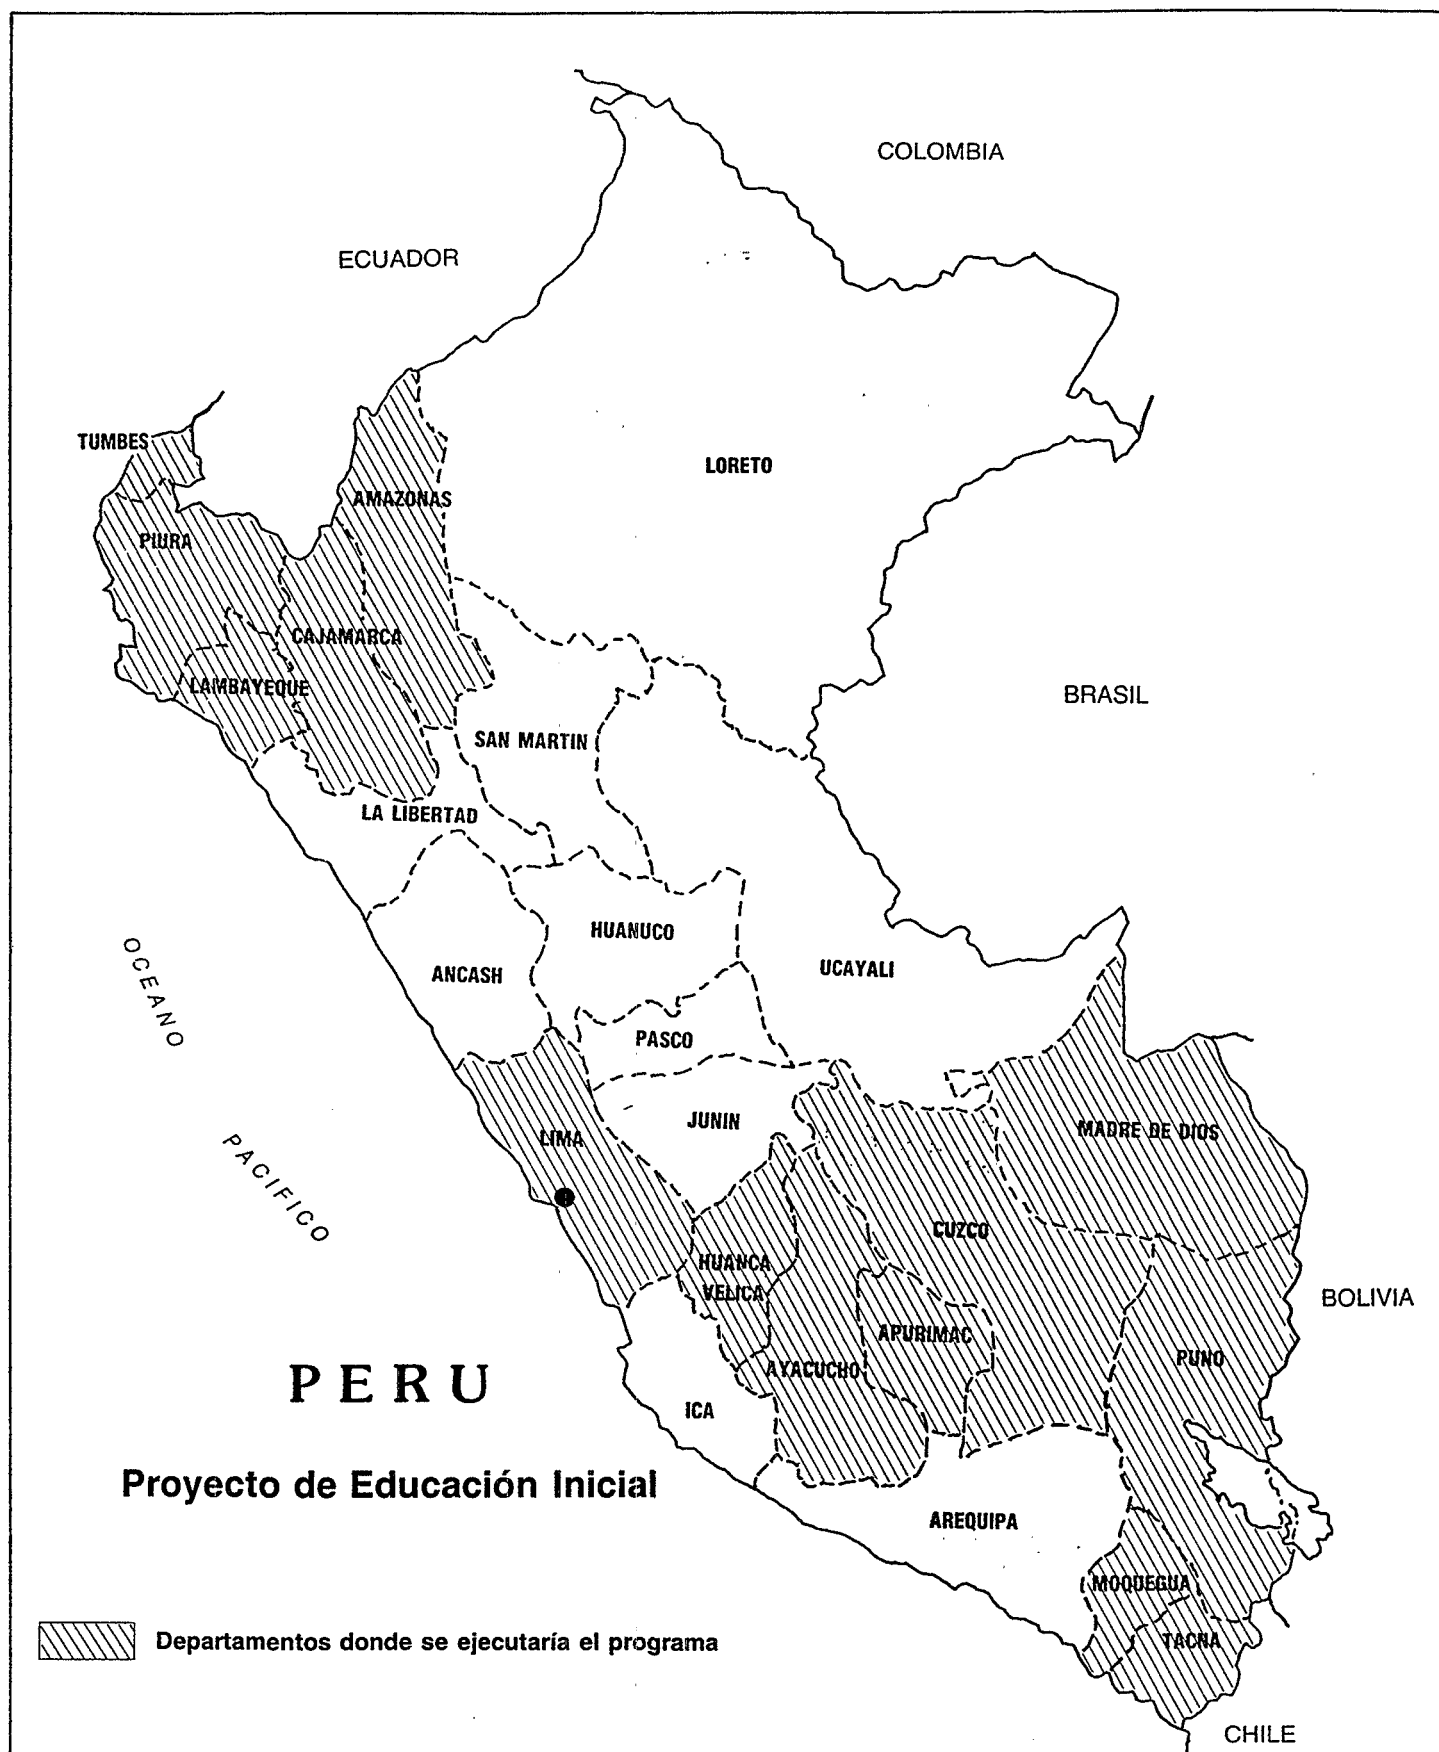 COLOMBIA
ECUADOR
TUMBES
LORETO
AMAZONAS
PIURA
CAJAMARCA
LAMBAYEQUE
BRASIL
SAN MARTIN
LA LIBERTAD
HUANUCO
UCAYALI
ANCASH
OCEANO
PASCO
JUNIN
MADRE DE DIOS
LIMA
PACIFICO
CUZCO
HUANCA
VELICA
BOLIVIA
APURIMAC
PUNO
AYACUCHO
PERU
ICA
Proyecto de Educación Inicial
AREQUIPA
MOQUEGUA
TACNA
Departamentos donde se ejecutaría el programa
CHILE